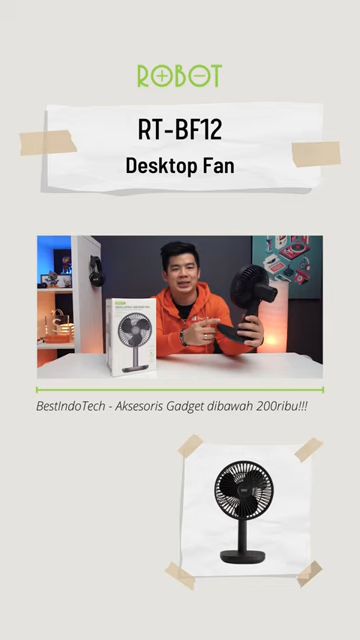 ROBOT
RT-BF12
Desktop Fan
BestIndoTech - Aksesoris Gadget dibawah 200ribu!!!